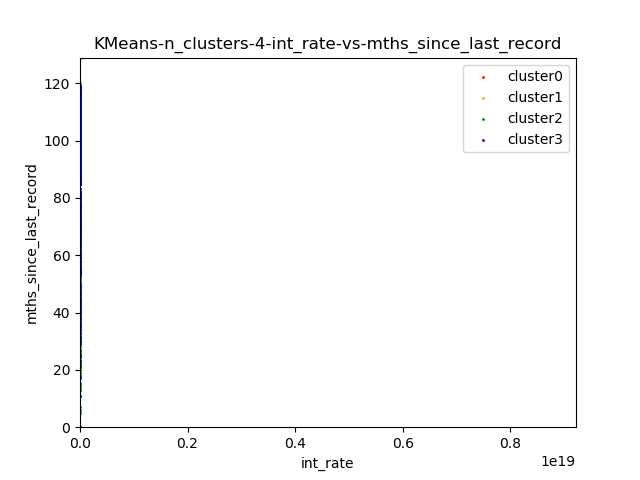 KMeans-n_clusters-4-int_rate-vs-mths_since_last_record
cluster0
cluster1
cluster2
cluster3
mths_since_last_record
120
100
80
60
40
20
0
0.0 0.2 0.4 0.6 0.8
1e19
int_rate